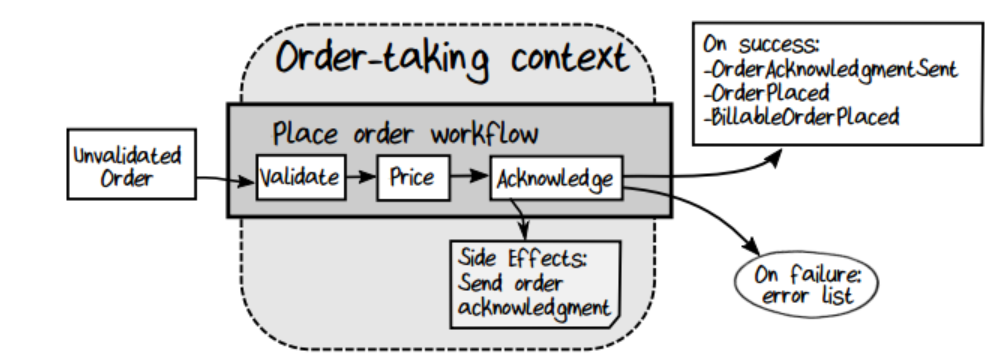 Order-taking context
Place order workflow
Unvalidated
Order
Validate
Price
Acknowledge
Side Effects:
Send order
acknowledgment
On success:
-OrderAcknowledgmentSent
-OrderPlaced
-BillableOrderPlaced
On failure:
error list